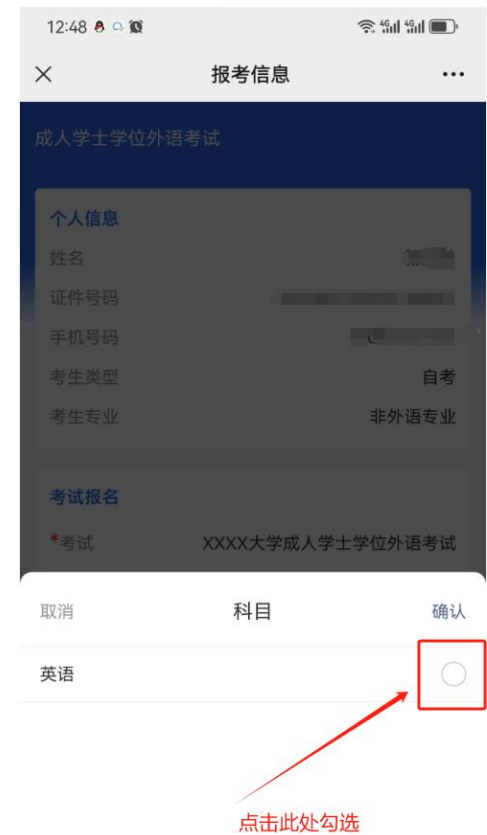 12:48
报考信息
成人学士学位外语考试
个人信息
姓名
证件号码
手机号码
考生类型 自考
考生专业 非外语专业
考试报名
*考试 XXXX大学成人学士学位外语考试
取消 科目 确认
英语
点击此处勾选